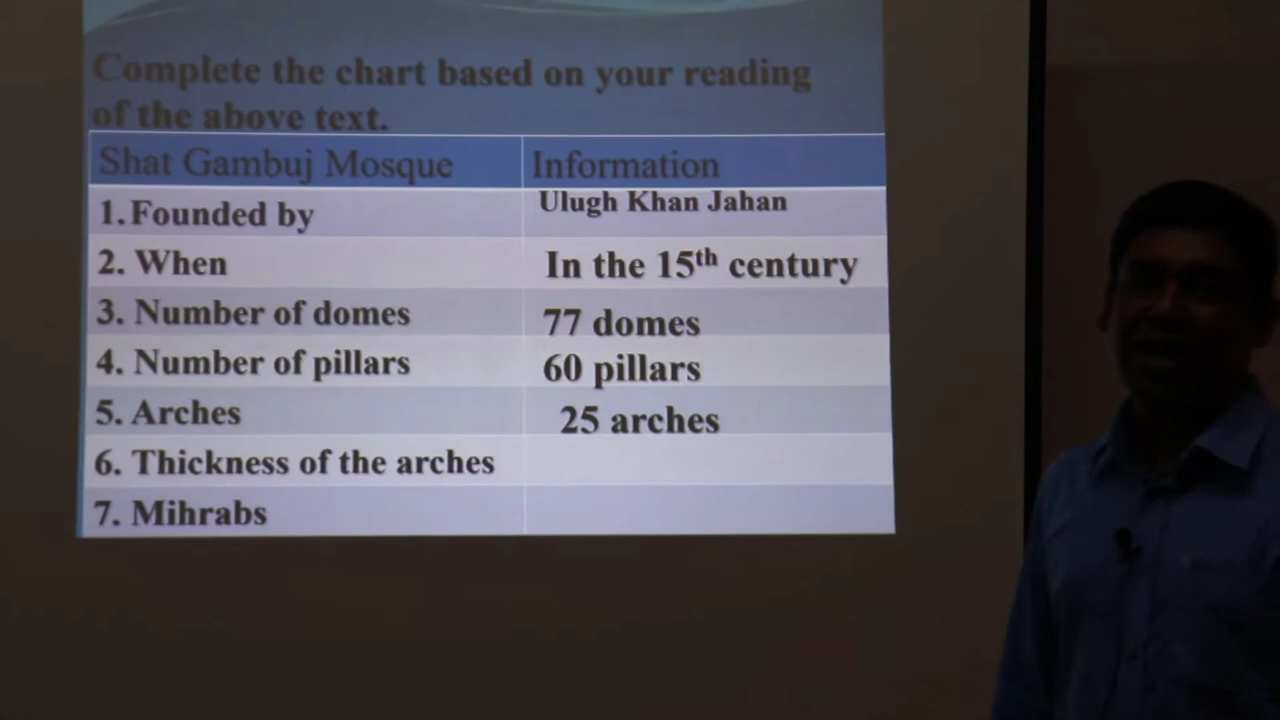 Complete the chart based on your reading
of the above text.
Shat Gambuj Mosque Information
1. Founded by Ulugh Khan Jahan
2. When In the 15th century
3. Number of domes 77 domes
4. Number of pillars 60 pillars
5. Arches 25 arches
6. Thickness of the arches
7. Mihrabs